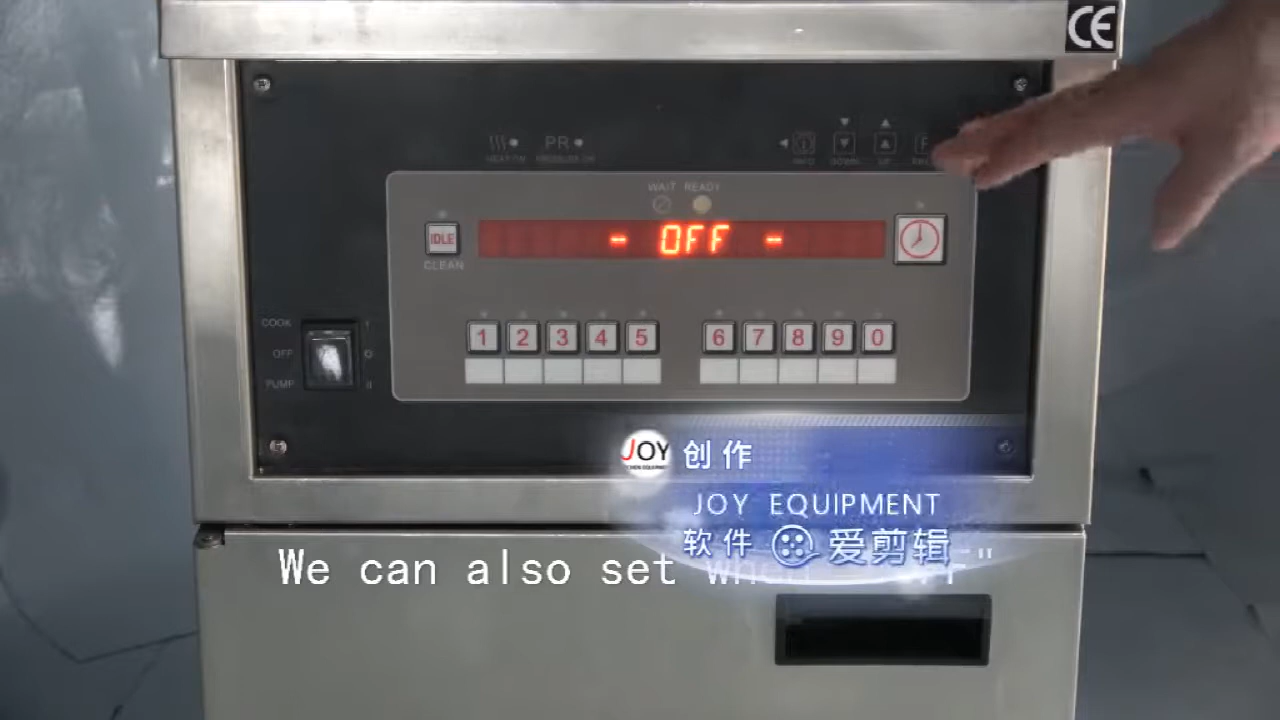 CE
PR
HEAT ON
PRESSURE ON
INFO
DOWN
UP
WAIT READY
IDLE
- OFF -
CLEAN
COOK
OFF
PUMP
I
O
II
1 2 3 4 5 6 7 8 9 0
JOY 创作
JOY EQUIPMENT
软件 爱剪辑
We can also set when